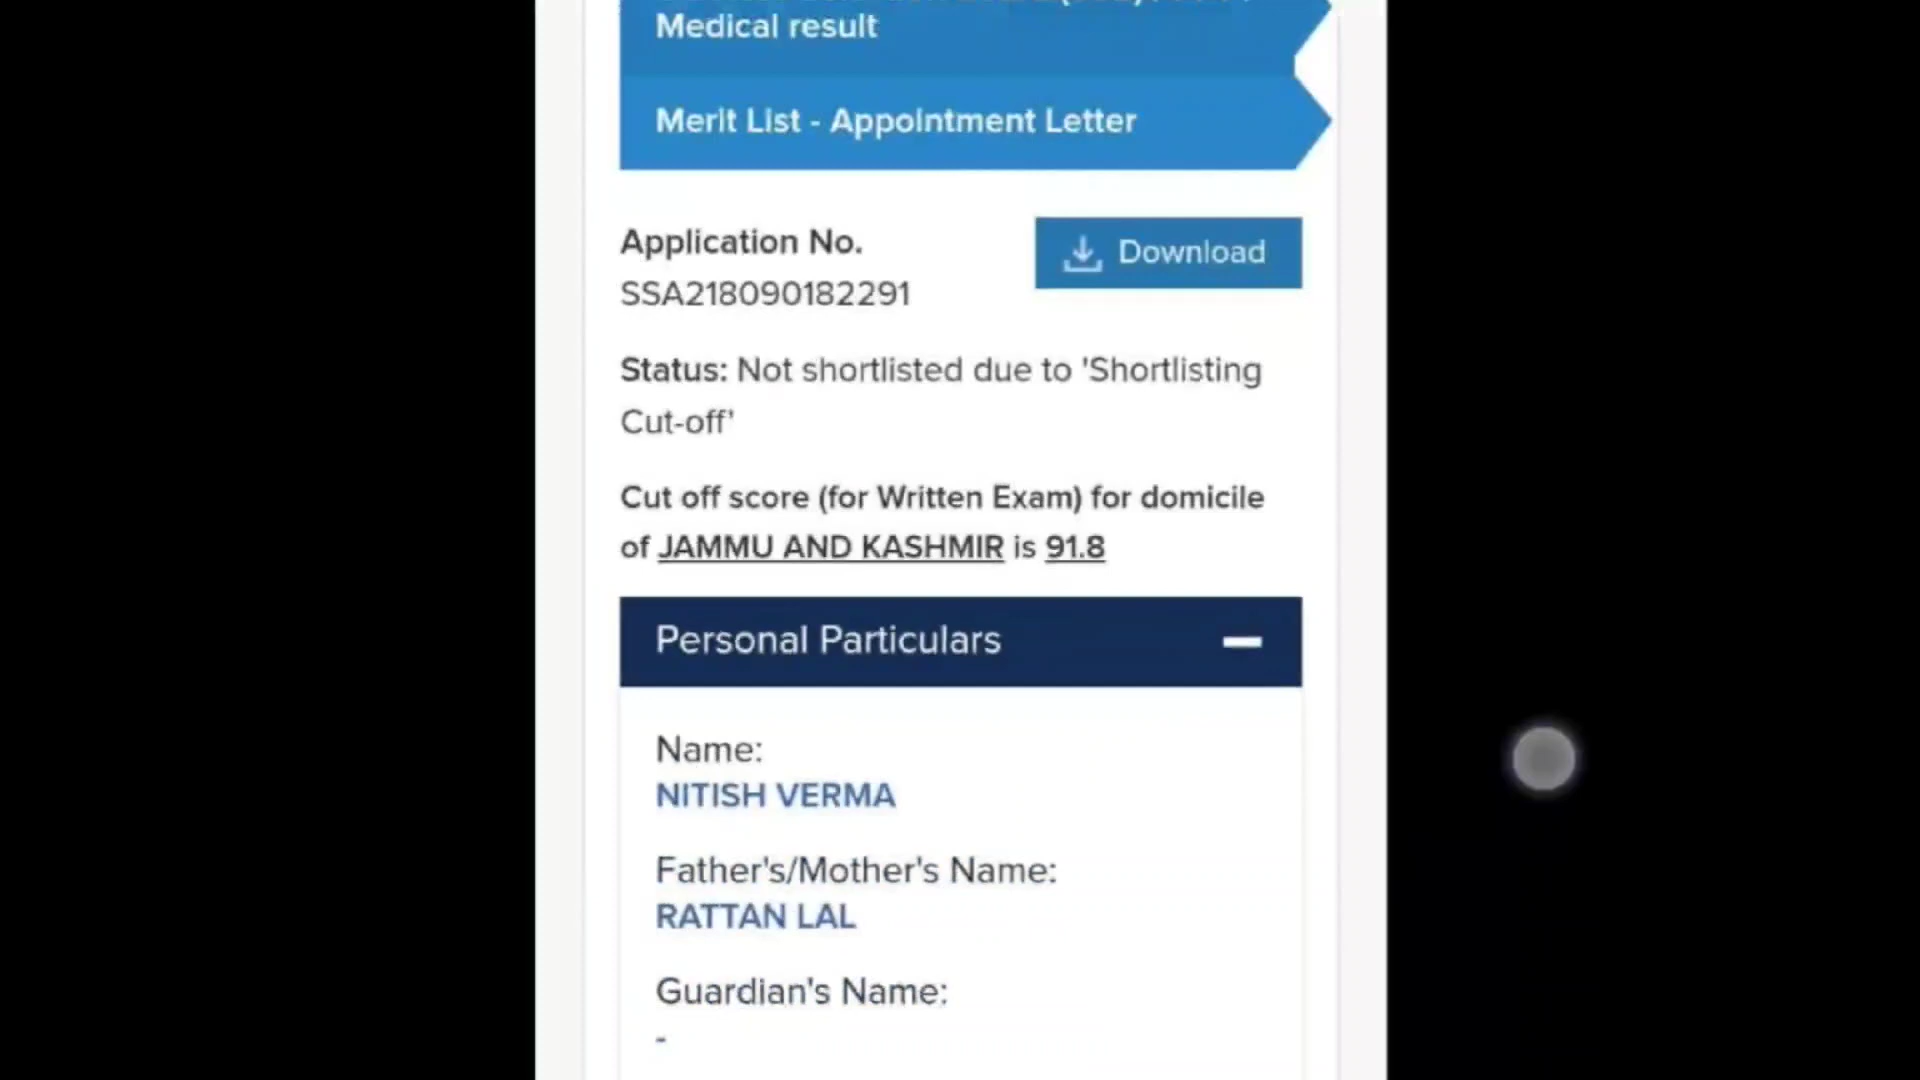 Medical result
Merit List - Appointment Letter
Application No.
Download
SSA218090182291
Status: Not shortlisted due to 'Shortlisting
Cut-off'
Cut off score (for Written Exam) for domicile
of JAMMU AND KASHMIR is 91.8
Personal Particulars
Name:
NITISH VERMA
Father's/Mother's Name:
RATTAN LAL
Guardian's Name:
-